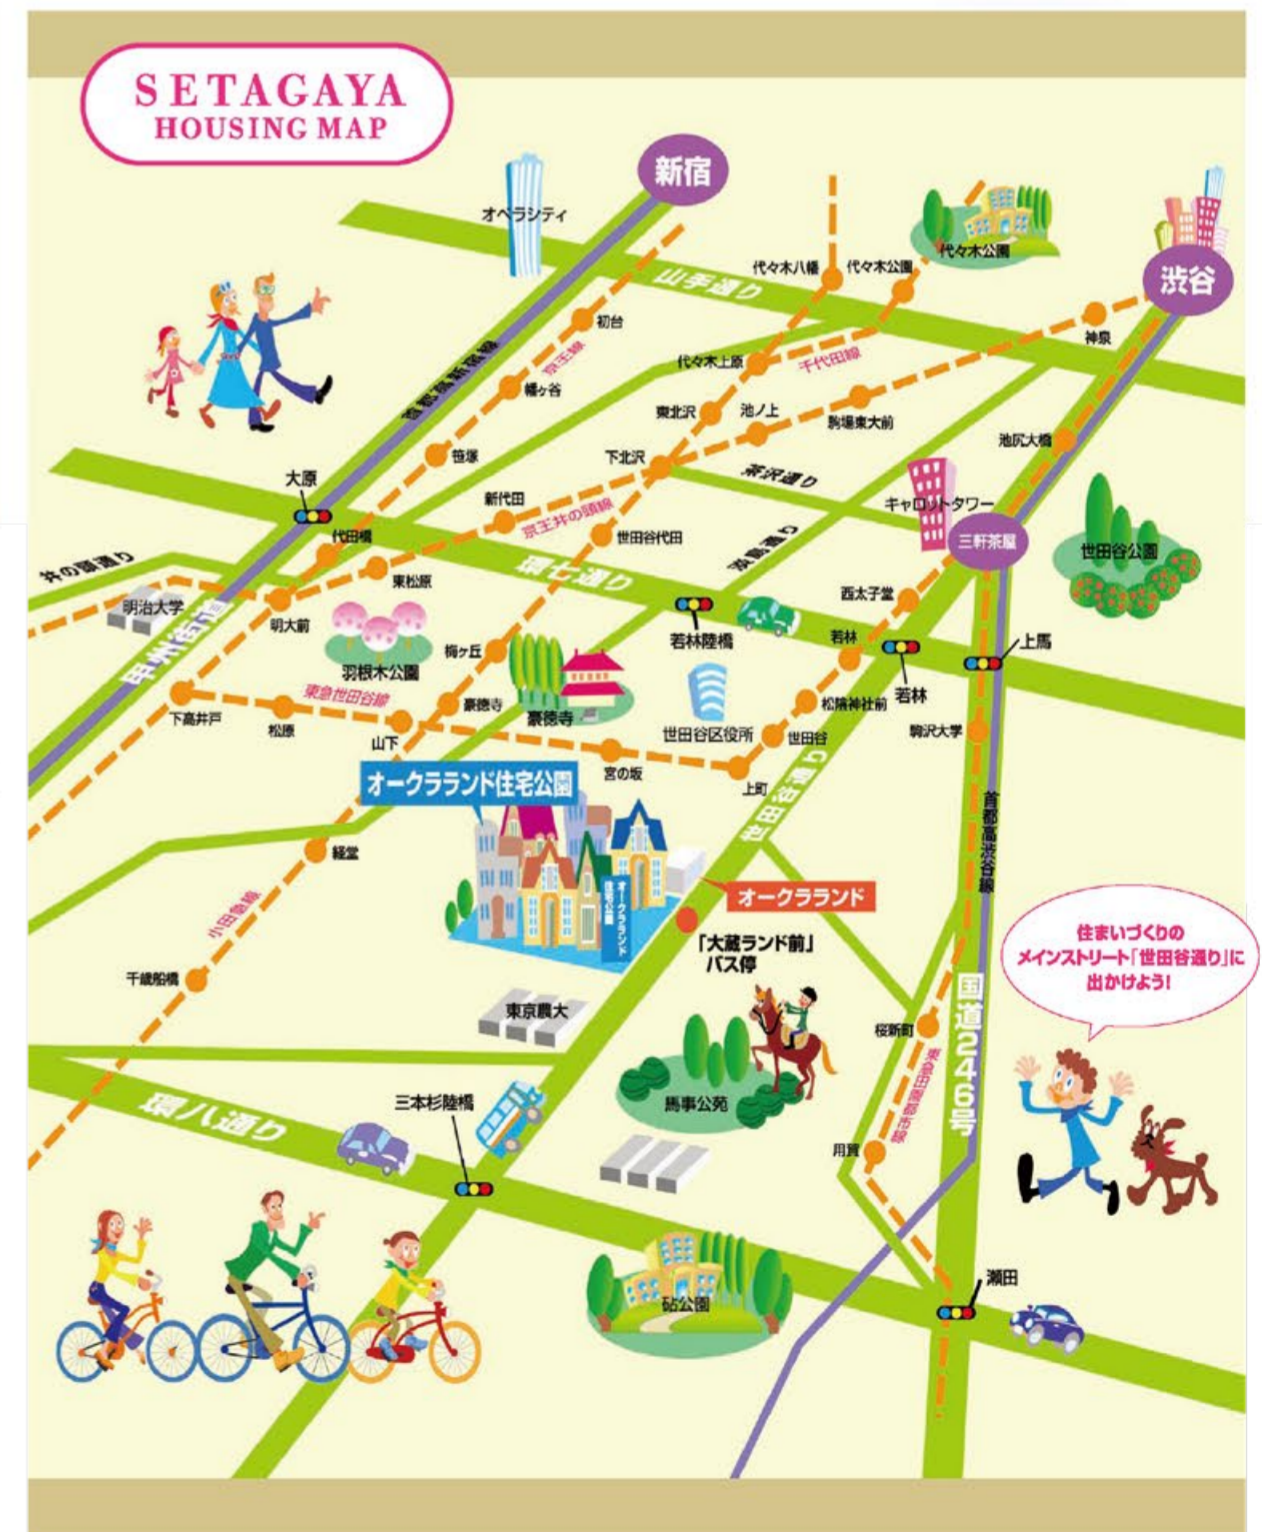 SETAGAYA
HOUSING MAP
新宿
オペラシティ
代々木八幡
代々木公園
代々木公園
渋谷
山手通り
初台
京王線
神泉
首都高新宿線
幡ヶ谷
代々木上原
千代田線
東北沢
池ノ上
駒場東大前
池尻大橋
笹塚
下北沢
茶沢通り
大原
新代田
京王井の頭線
キャロットタワー
代田橋
世田谷代田
淡島通り
三軒茶屋
世田谷公園
井の頭通り
東松原
環七通り
明治大学
西太子堂
明大前
若林陸橋
若林
上馬
甲州街道
羽根木公園
梅ヶ丘
東急世田谷線
豪徳寺
豪徳寺
松陰神社前
若林
下高井戸
松原
山下
世田谷区役所
世田谷
駒沢大学
宮の坂
上町
オークラランド住宅公園
世田谷通り
首都高渋谷線
経堂
オークラランド
住宅公園
オークラランド
小田急線
「大蔵ランド前」
バス停
住まいづくりの
メインストリート「世田谷通り」に
出かけよう!
千歳船橋
東京農大
国道246号
桜新町
東急田園都市線
馬事公苑
環八通り
三本杉陸橋
用賀
瀬田
砧公園